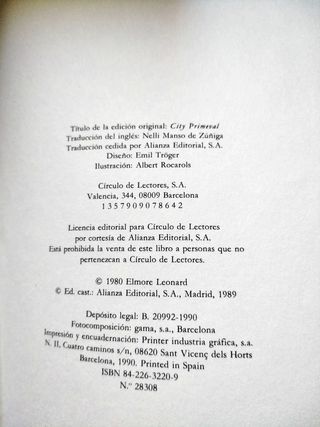 Título de la edición original: City Primeval
Traducción del inglés: Nelli Manso de Zúñiga
Traducción cedida por Alianza Editorial, S.A.
Diseño: Emil Tröger
Ilustración: Albert Rocarols
Círculo de Lectores, S.A.
Valencia, 344, 08009 Barcelona
1 3 5 7 9 0 9 0 7 8 6 4 2
Licencia editorial para Círculo de Lectores
por cortesía de Alianza Editorial, S.A.
Está prohibida la venta de este libro a personas que no
pertenezcan a Círculo de Lectores.
© 1980 Elmore Leonard
© Ed. cast.: Alianza Editorial, S.A., Madrid, 1989
Depósito legal: B. 20992-1990
Fotocomposición: gama, s.a., Barcelona
Impresión y encuadernación: Printer industria gráfica, s.a.
N. II, Cuatro caminos s/n, 08620 Sant Vicenç dels Horts
Barcelona, 1990. Printed in Spain
ISBN 84-226-3220-9
N.º 28308